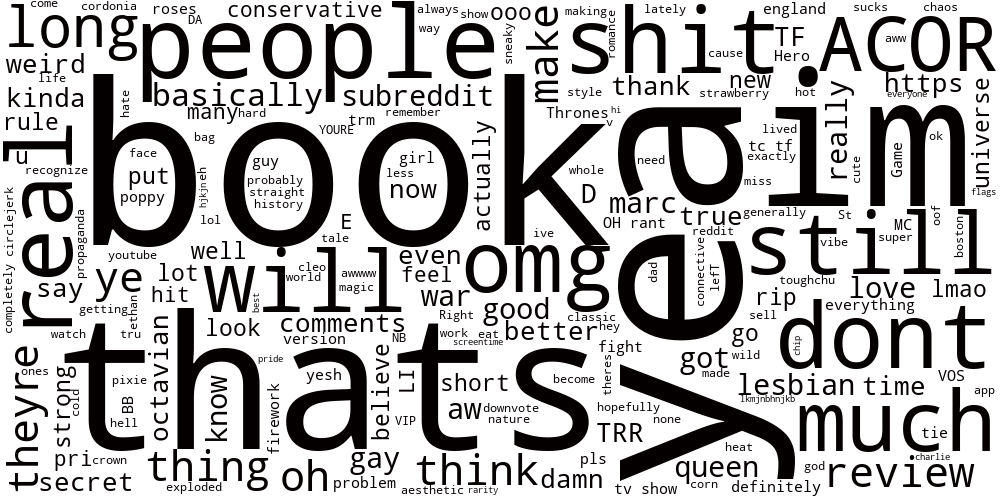 come cordonia roses DA conservative always show ooo making lately england sucks chaos
long people way sneaky make romance shit TF Hero ACOR aww
weird life basically subreddit cause new https everyone
kinda hate many hard trm remember style thank strawberry hot
rule bag YOURE Thrones hi v a i m really cute Game ok universe flags
u real recognize face guy girl less book actually whole need lived tc tf exactly
put poppy hjkjnjeh probably straight history now D marc miss
lol E tale ive OH rant true generally St MC oof boston
completely circlejerk propaganda youtube well cleo world awwww magic even omg e reddit still vibe super
say ye lot will feel dad connective lefT toughchu
getting ethan hit best war good classic rip love lmao
watch tru octavian look comments Right better hey sell everything
ones version NB work eat screentime fight go dont
theyre strong cold pixie thats pride believe LI short become theres got made wild chip
BB know yesh aw downvote nature hopefully y lesbian time VOS app
hell firework VIP TRR none lkmjnbhnjkb much
pri crown gay think pls heat tie
secret thing exploded oh problem aesthetic rarity damn tv show queen corn definitely god review charlie